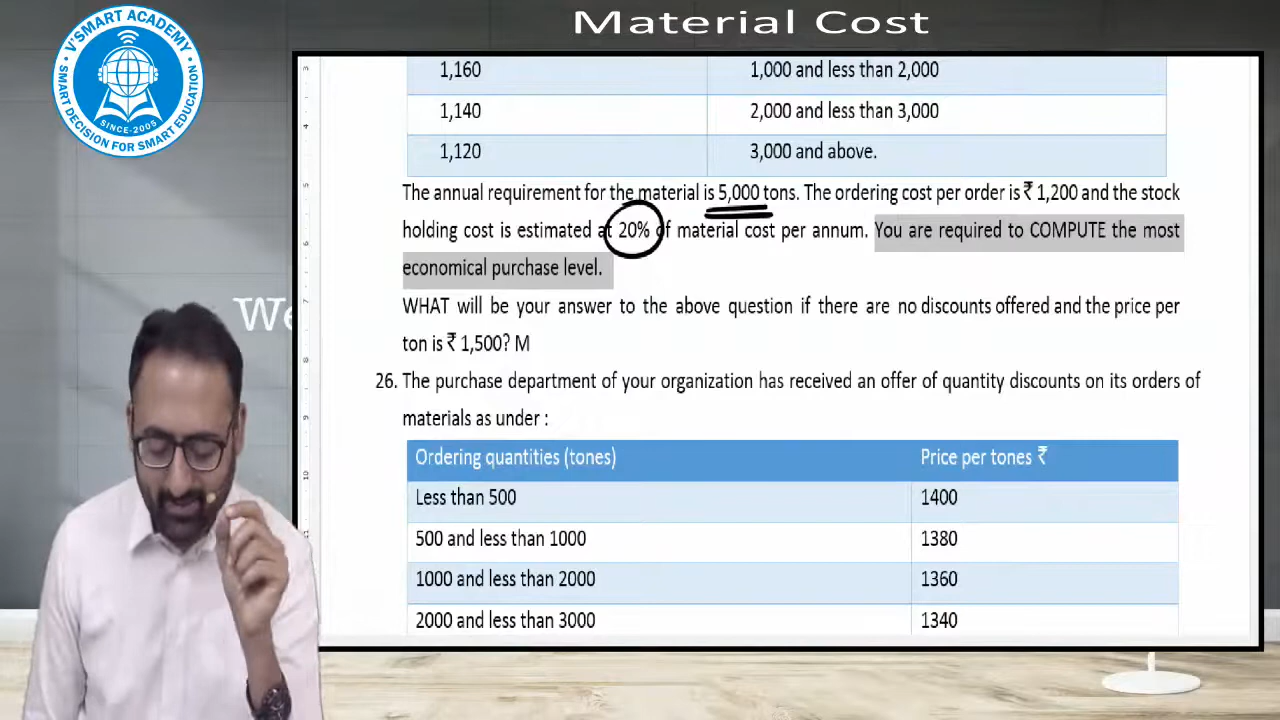 Material Cost
V'SMART ACADEMY
SINCE-2005
SMART DECISION FOR SMART EDUCATION
We
1,160 1,000 and less than 2,000
1,140 2,000 and less than 3,000
1,120 3,000 and above.
The annual requirement for the material is 5,000 tons. The ordering cost per order is ₹ 1,200 and the stock
holding cost is estimated at 20% of material cost per annum. You are required to COMPUTE the most
economical purchase level.
WHAT will be your answer to the above question if there are no discounts offered and the price per
ton is ₹ 1,500? M
26. The purchase department of your organization has received an offer of quantity discounts on its orders of
materials as under :
Ordering quantities (tones) Price per tones ₹
Less than 500 1400
500 and less than 1000 1380
1000 and less than 2000 1360
2000 and less than 3000 1340